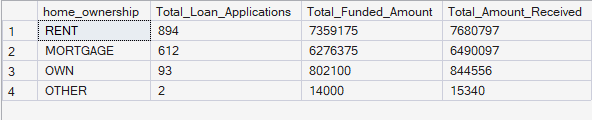 home_ownership Total_Loan_Applications Total_Funded_Amount Total_Amount_Received
1 RENT 894 7359175 7680797
2 MORTGAGE 612 6276375 6490097
3 OWN 93 802100 844556
4 OTHER 2 14000 15340